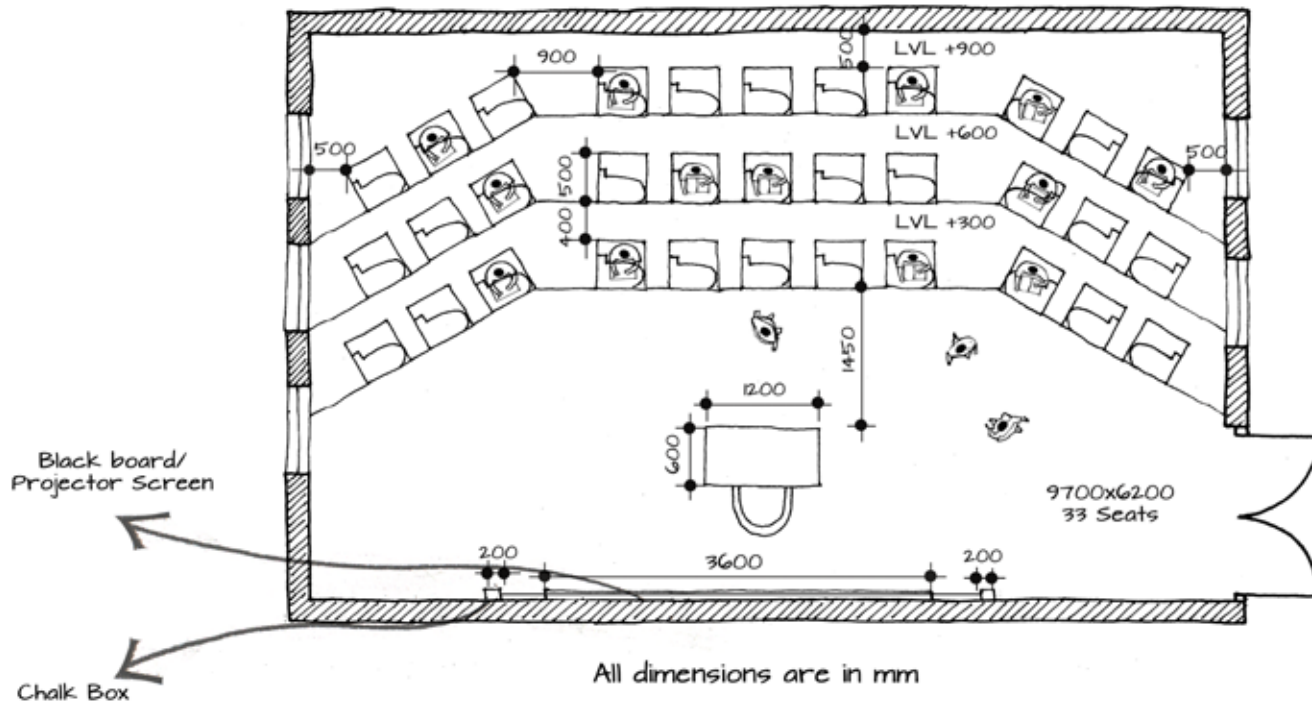 500
LVL +900
900
LVL +600
500
500
500
LVL +300
400
1450
1200
600
Black board/
Projector Screen
9700x6200
33 Seats
200
3600
200
All dimensions are in mm
Chalk Box